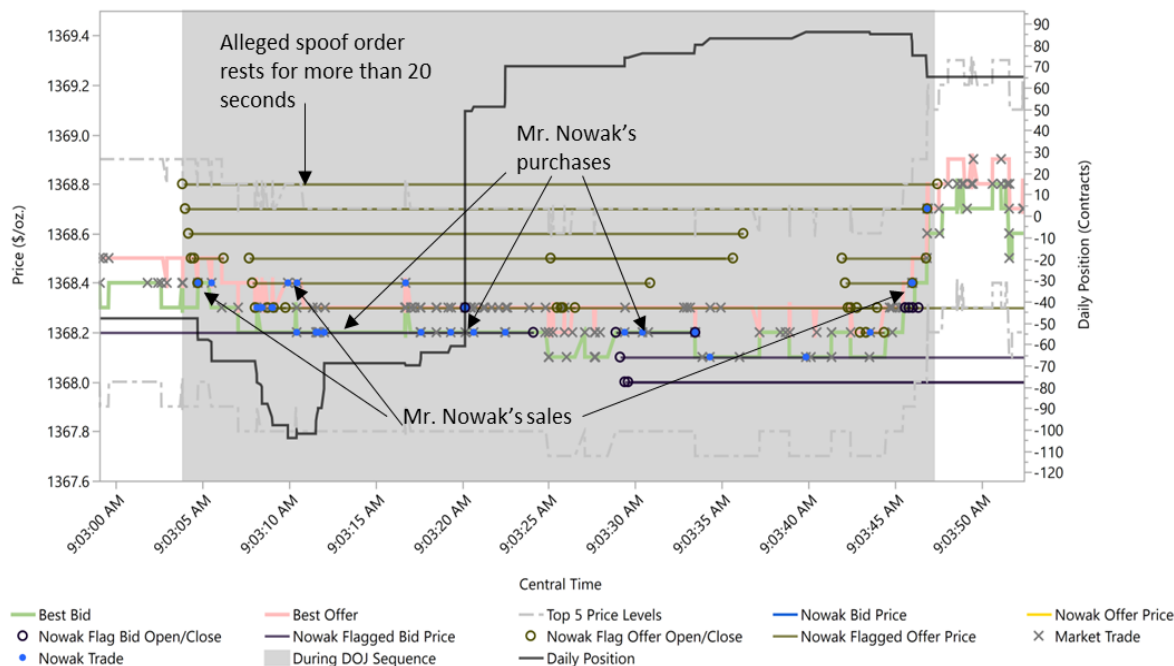 Alleged spoof order
rests for more than 20
seconds
Mr. Nowak's
purchases
Mr. Nowak's sales
Price ($/oz.)
1369.4
1369.2
1369.0
1368.8
1368.6
1368.4
1368.2
1368.0
1367.8
1367.6
Daily Position (Contracts)
90
80
70
60
50
40
30
20
10
0
-10
-20
-30
-40
-50
-60
-70
-80
-90
-100
-110
-120
9:03:00 AM
9:03:05 AM
9:03:10 AM
9:03:15 AM
9:03:20 AM
9:03:25 AM
9:03:30 AM
9:03:35 AM
9:03:40 AM
9:03:45 AM
9:03:50 AM
Central Time
Best Bid Best Offer Top 5 Price Levels Nowak Bid Price Nowak Offer Price
Nowak Flag Bid Open/Close Nowak Flagged Bid Price Nowak Flag Offer Open/Close Nowak Flagged Offer Price Market Trade
Nowak Trade During DOJ Sequence Daily Position